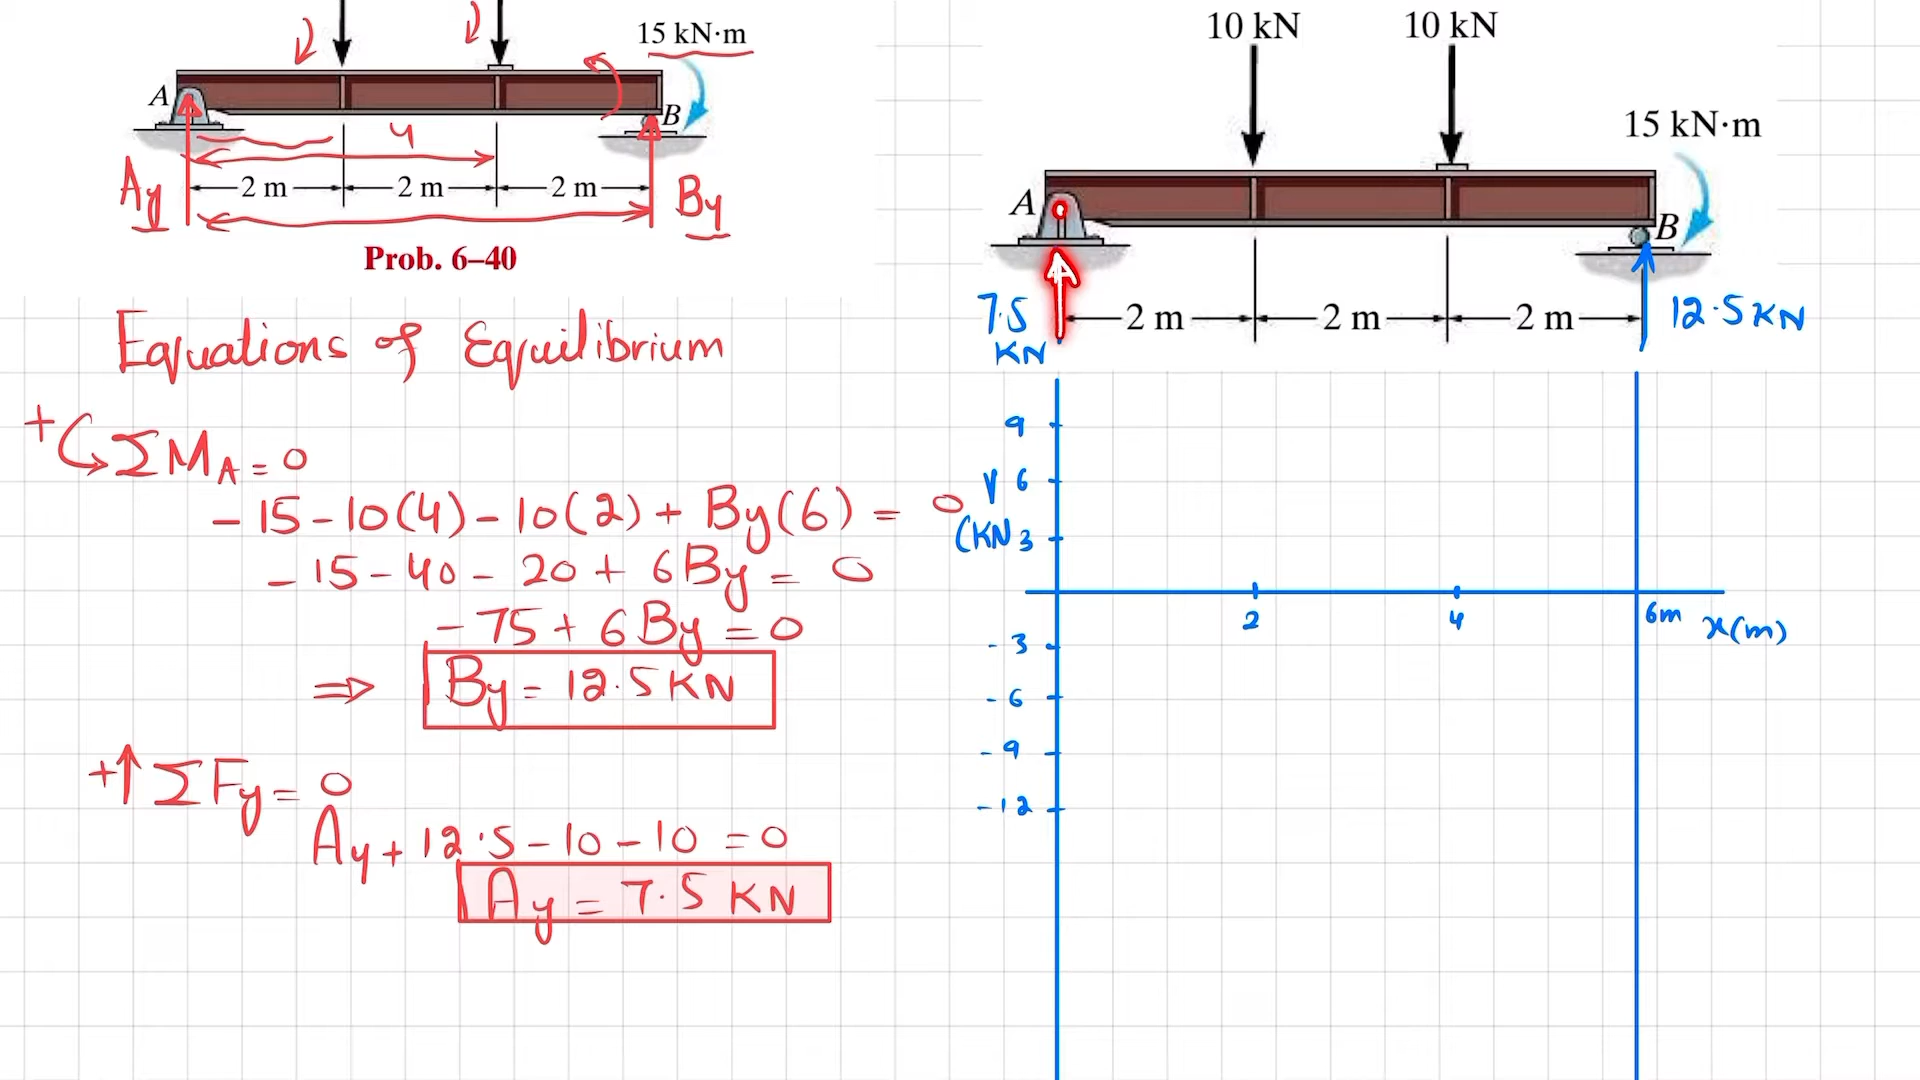 15 kN·m
A
B
4
Ay
2 m
2 m
2 m
By
Prob. 6–40
Equations of Equilibrium
+ ΣM_A = 0
-15-10(4)-10(2) + By(6) = 0
-15-40-20+6By = 0
-75+6By = 0
⇒ By = 12.5 KN
+↑ ΣFy = 0
Ay + 12.5-10-10 = 0
Ay = 7.5 KN
10 kN
10 kN
15 kN·m
A
B
7.5 KN
2 m
2 m
2 m
12.5 KN
9
V 6
(KN 3
2
4
6m
x(m)
-3
-6
-9
-12